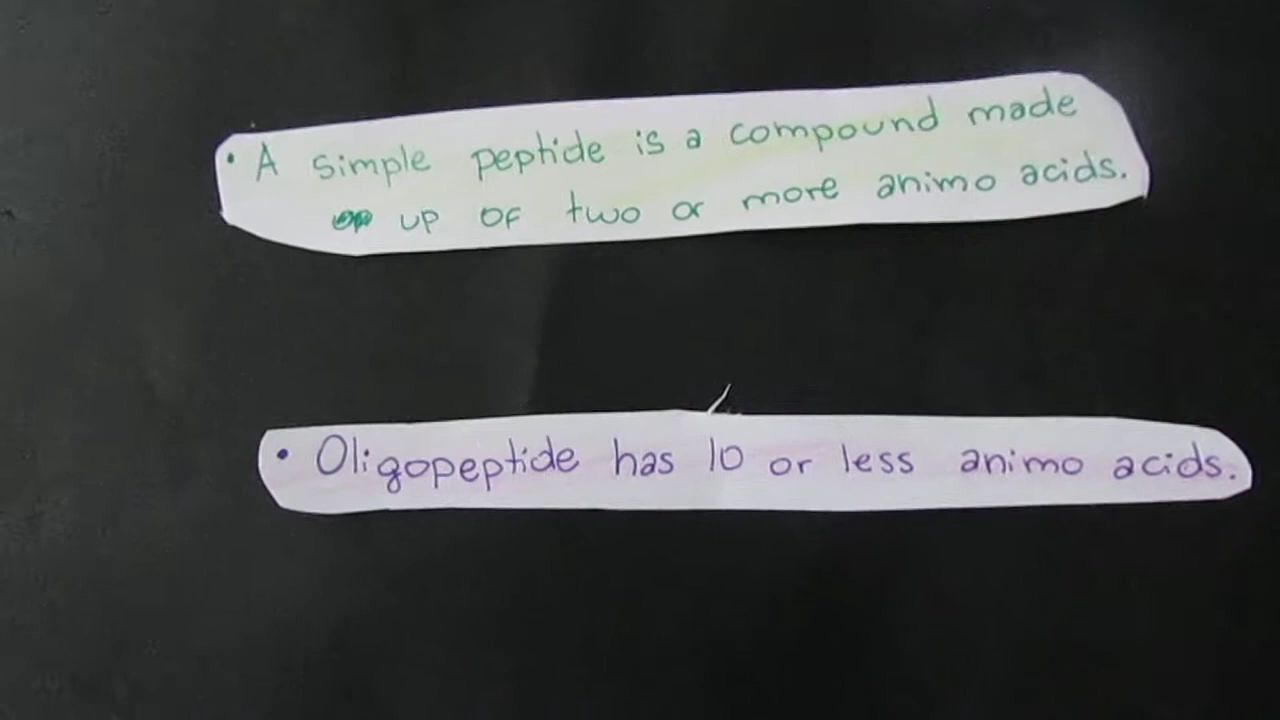 • A simple peptide is a compound made
up of two or more animo acids.
• Oligopeptide has 10 or less animo acids.